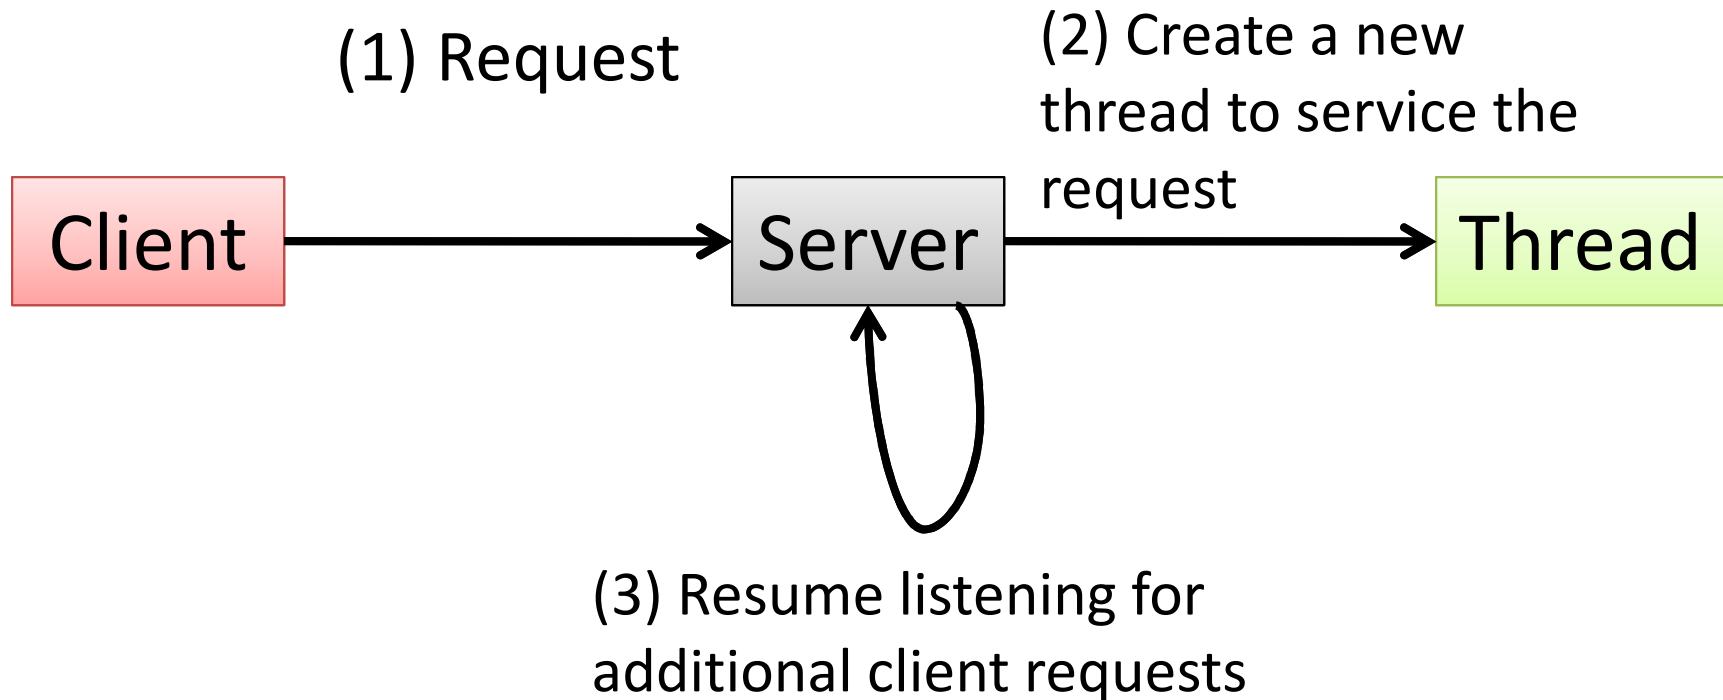 (1) Request
(2) Create a new
thread to service the
request
Client
Server
Thread
(3) Resume listening for
additional client requests